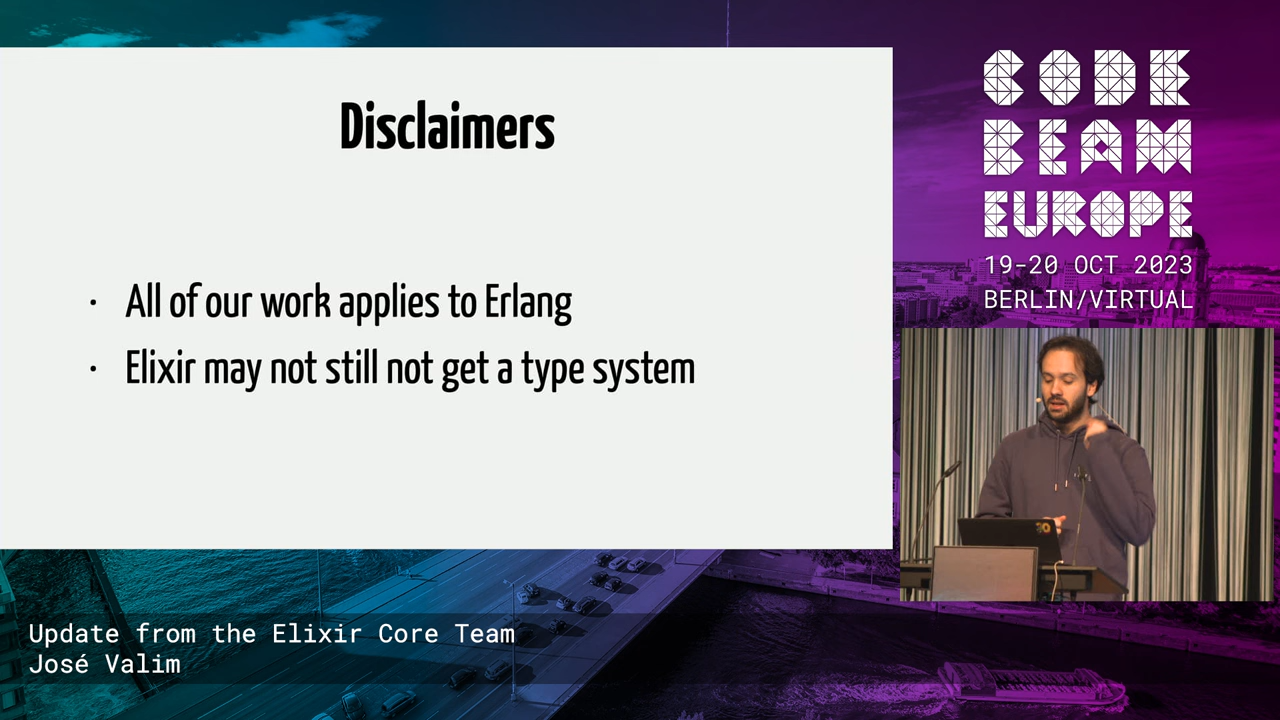 Disclaimers
· All of our work applies to Erlang
· Elixir may not still not get a type system
CODE
BEAM
EUROPE
19-20 OCT 2023
BERLIN/VIRTUAL
Update from the Elixir Core Team
José Valim